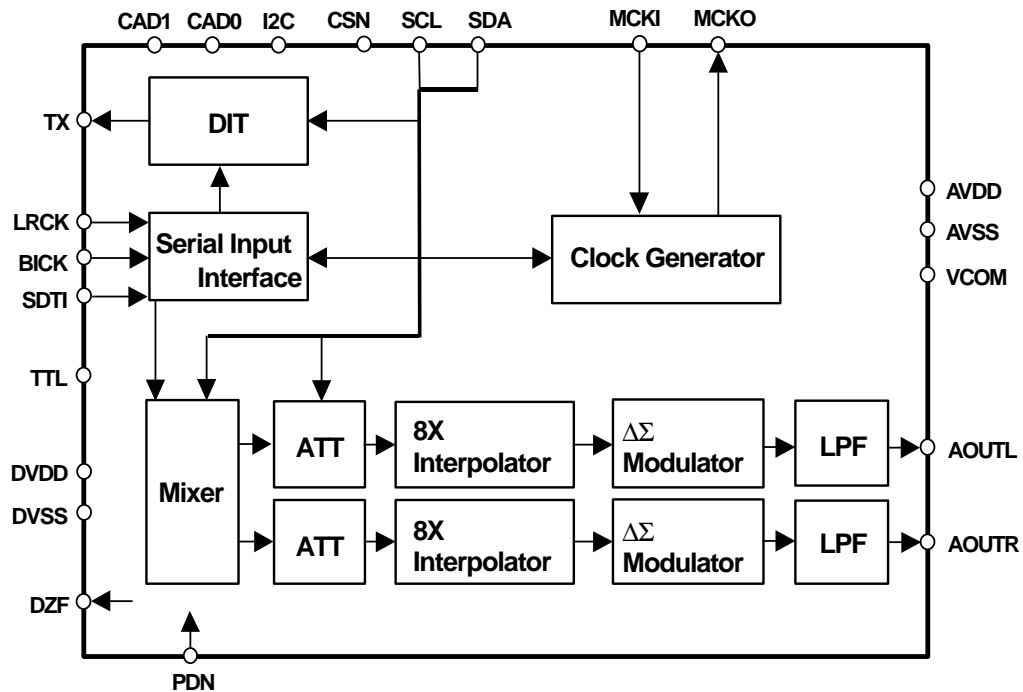 CAD1 CAD0 I2C CSN SCL SDA MCKI MCKO
TX
DIT
LRCK
BICK
SDTI
Serial Input
Interface
Clock Generator
AVDD
AVSS
VCOM
TTL
DVDD
DVSS
DZF
PDN
Mixer
ATT
8X
Interpolator
ΔΣ
Modulator
LPF
AOUTL
ATT
8X
Interpolator
ΔΣ
Modulator
LPF
AOUTR